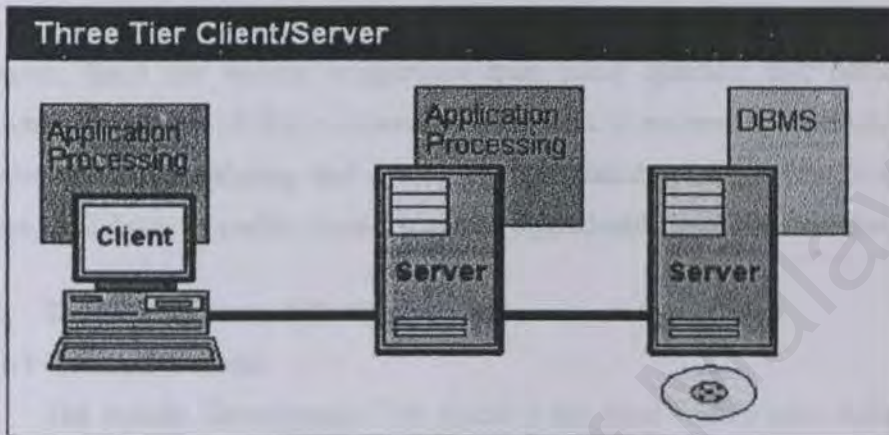 Three Tier Client/Server
Application
Processing
Client
Application
Processing
Server
DBMS
Server